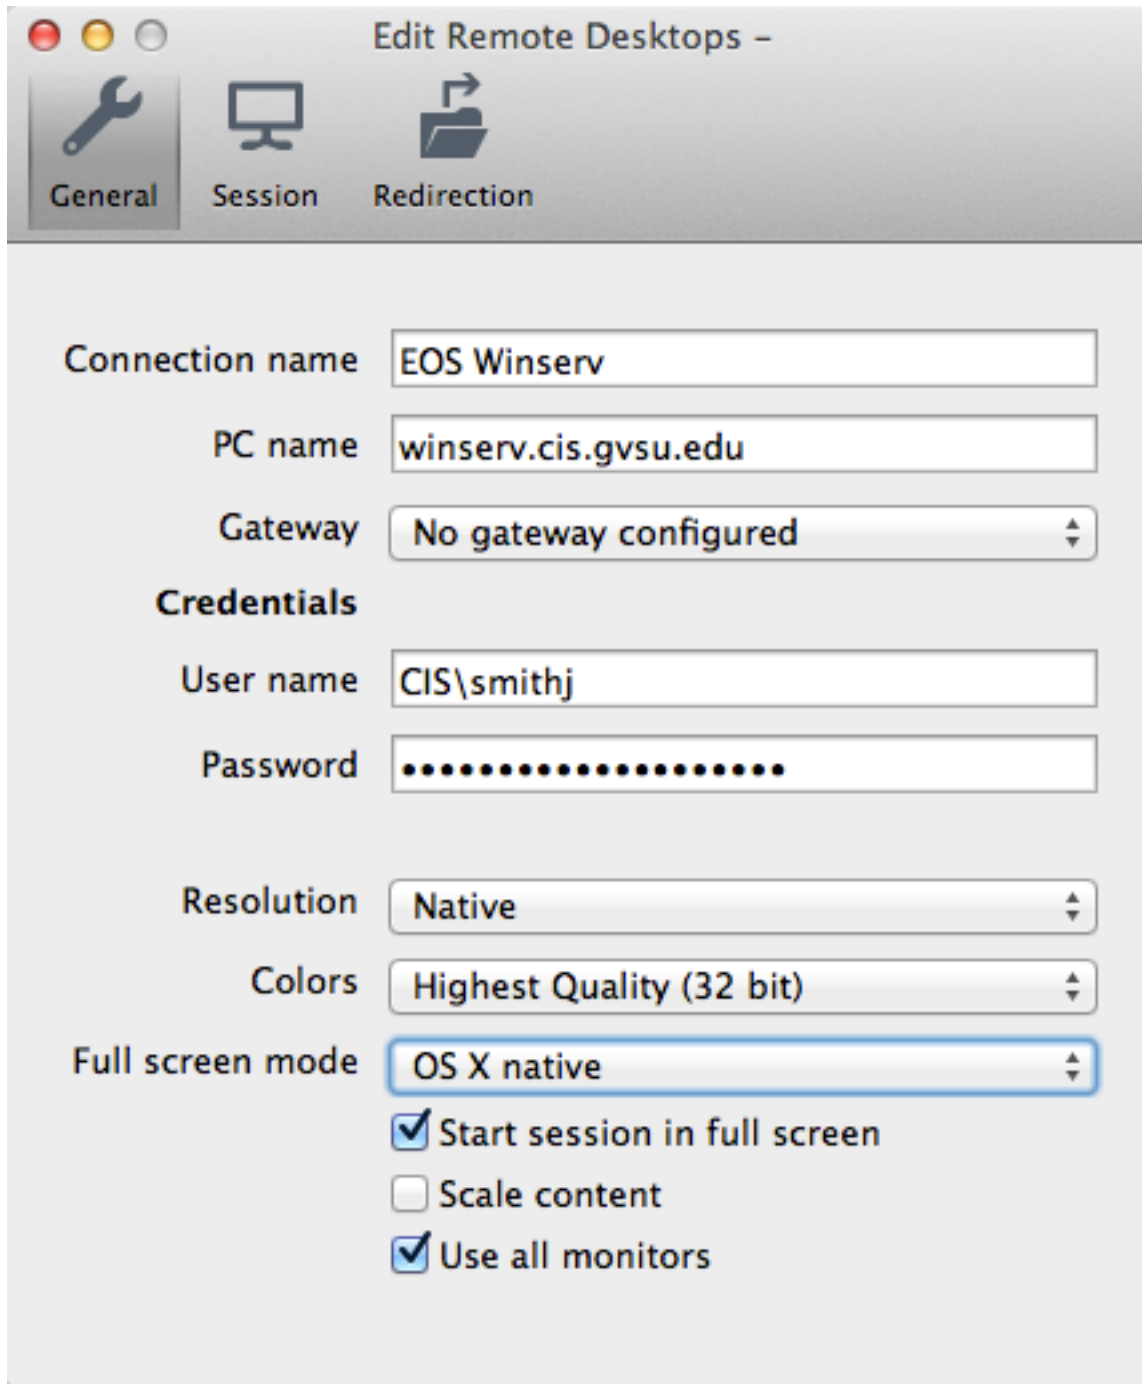 Edit Remote Desktops –
General Session Redirection
Connection name EOS Winserv
PC name winserv.cis.gvsu.edu
Gateway No gateway configured
Credentials
User name CIS\smithj
Password ••••••••••••••••••••
Resolution Native
Colors Highest Quality (32 bit)
Full screen mode OS X native
Start session in full screen
Scale content
Use all monitors